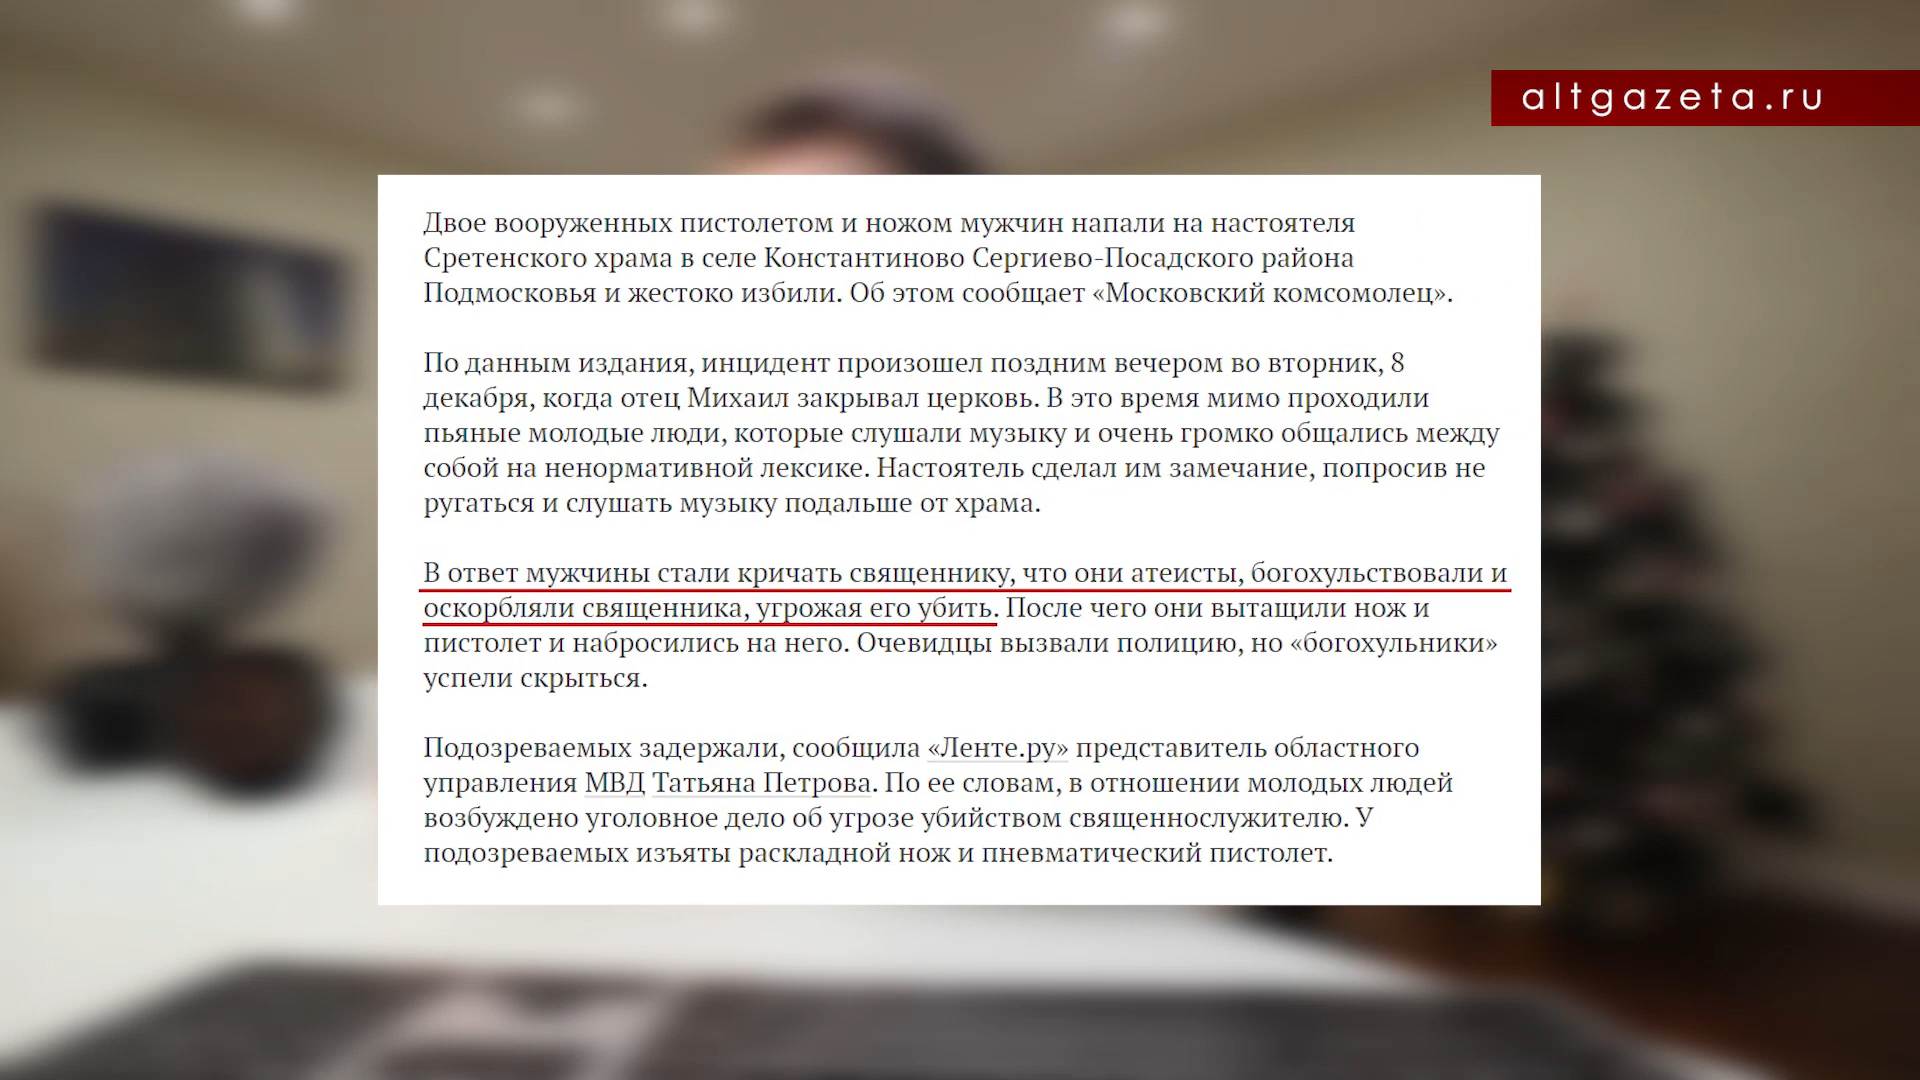 altgazeta.ru
Двое вооруженных пистолетом и ножом мужчин напали на настоятеля
Сретенского храма в селе Константиново Сергиево-Посадского района
Подмосковья и жестоко избили. Об этом сообщает «Московский комсомолец».
По данным издания, инцидент произошел поздним вечером во вторник, 8
декабря, когда отец Михаил закрывал церковь. В это время мимо проходили
пьяные молодые люди, которые слушали музыку и очень громко общались между
собой на ненормативной лексике. Настоятель сделал им замечание, попросив не
ругаться и слушать музыку подальше от храма.
В ответ мужчины стали кричать священнику, что они атеисты, богохульствовали и
оскорбляли священника, угрожая его убить. После чего они вытащили нож и
пистолет и набросились на него. Очевидцы вызвали полицию, но «богохульники»
успели скрыться.
Подозреваемых задержали, сообщила «Ленте.ру» представитель областного
управления МВД Татьяна Петрова. По ее словам, в отношении молодых людей
возбуждено уголовное дело об угрозе убийством священнослужителю. У
подозреваемых изъяты раскладной нож и пневматический пистолет.